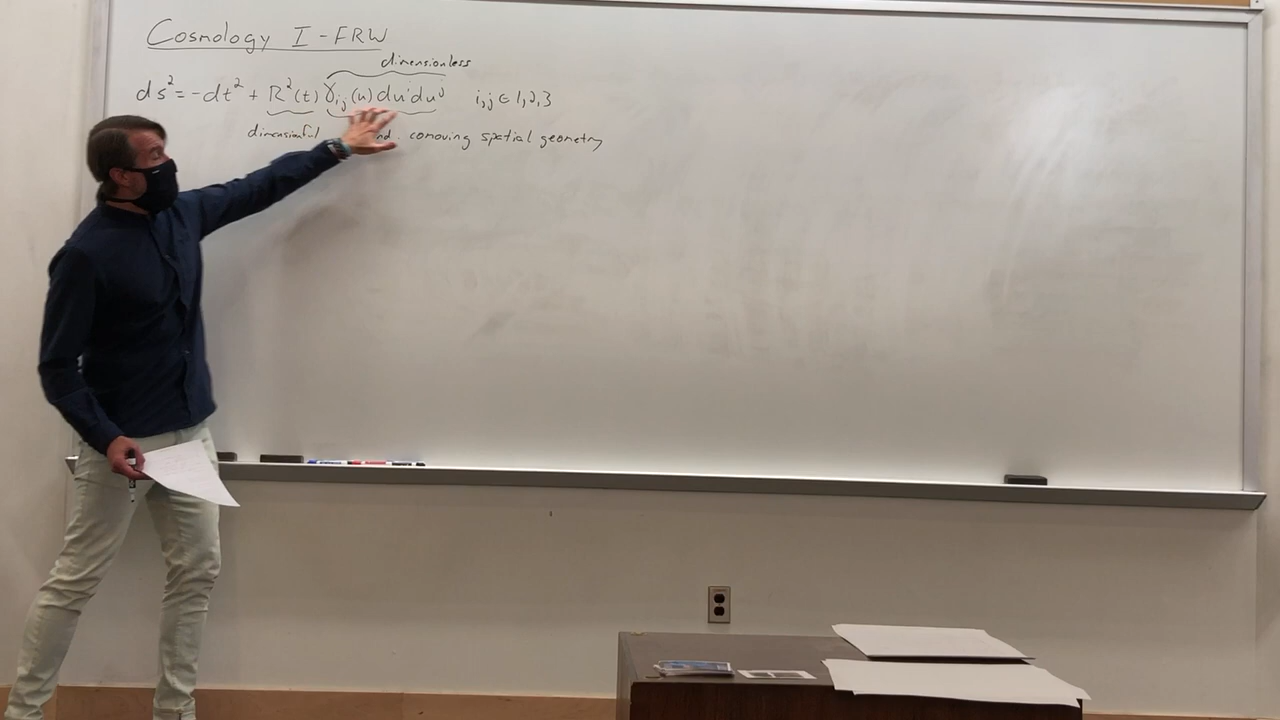 Cosmology I - FRW
dimensionless
ds² = -dt² + R²(t) γᵢⱼ(u) duⁱduʲ i,j ∈ 1,2,3
dimensionful comoving spatial geometry